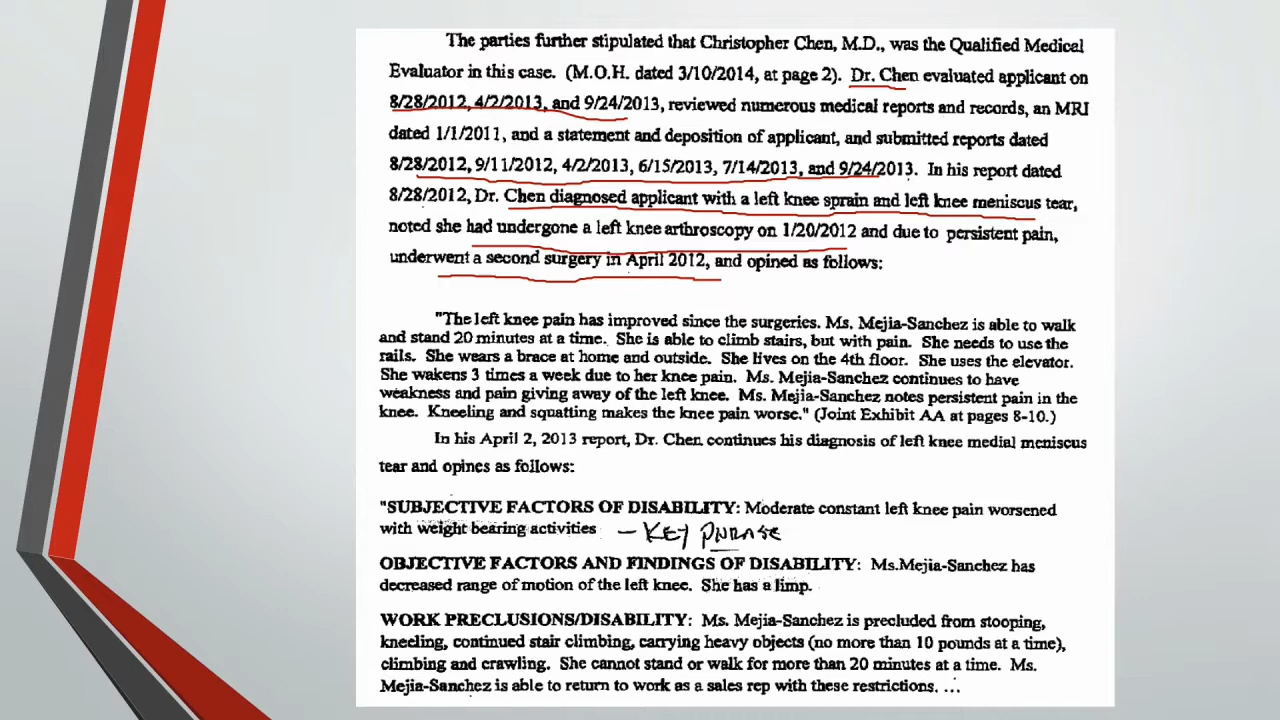 The parties further stipulated that Christopher Chen, M.D., was the Qualified Medical
Evaluator in this case. (M.O.H. dated 3/10/2014, at page 2). Dr. Chen evaluated applicant on
8/28/2012, 4/2/2013, and 9/24/2013, reviewed numerous medical reports and records, an MRI
dated 1/1/2011, and a statement and deposition of applicant, and submitted reports dated
8/28/2012, 9/11/2012, 4/2/2013, 6/15/2013, 7/14/2013, and 9/24/2013. In his report dated
8/28/2012, Dr. Chen diagnosed applicant with a left knee sprain and left knee meniscus tear,
noted she had undergone a left knee arthroscopy on 1/20/2012 and due to persistent pain,
underwent a second surgery in April 2012, and opined as follows:
"The left knee pain has improved since the surgeries. Ms. Mejia-Sanchez is able to walk
and stand 20 minutes at a time. She is able to climb stairs, but with pain. She needs to use the
rails. She wears a brace at home and outside. She lives on the 4th floor. She uses the elevator.
She wakens 3 times a week due to her knee pain. Ms. Mejia-Sanchez continues to have
weakness and pain giving away of the left knee. Ms. Mejia-Sanchez notes persistent pain in the
knee. Kneeling and squatting makes the knee pain worse." (Joint Exhibit AA at pages 8-10.)
In his April 2, 2013 report, Dr. Chen continues his diagnosis of left knee medial meniscus
tear and opines as follows:
"SUBJECTIVE FACTORS OF DISABILITY: Moderate constant left knee pain worsened
with weight bearing activities – KEY PHRASE
OBJECTIVE FACTORS AND FINDINGS OF DISABILITY: Ms.Mejia-Sanchez has
decreased range of motion of the left knee. She has a limp.
WORK PRECLUSIONS/DISABILITY: Ms. Mejia-Sanchez is precluded from stooping,
kneeling, continued stair climbing, carrying heavy objects (no more than 10 pounds at a time),
climbing and crawling. She cannot stand or walk for more than 20 minutes at a time. Ms.
Mejia-Sanchez is able to return to work as a sales rep with these restrictions. ...